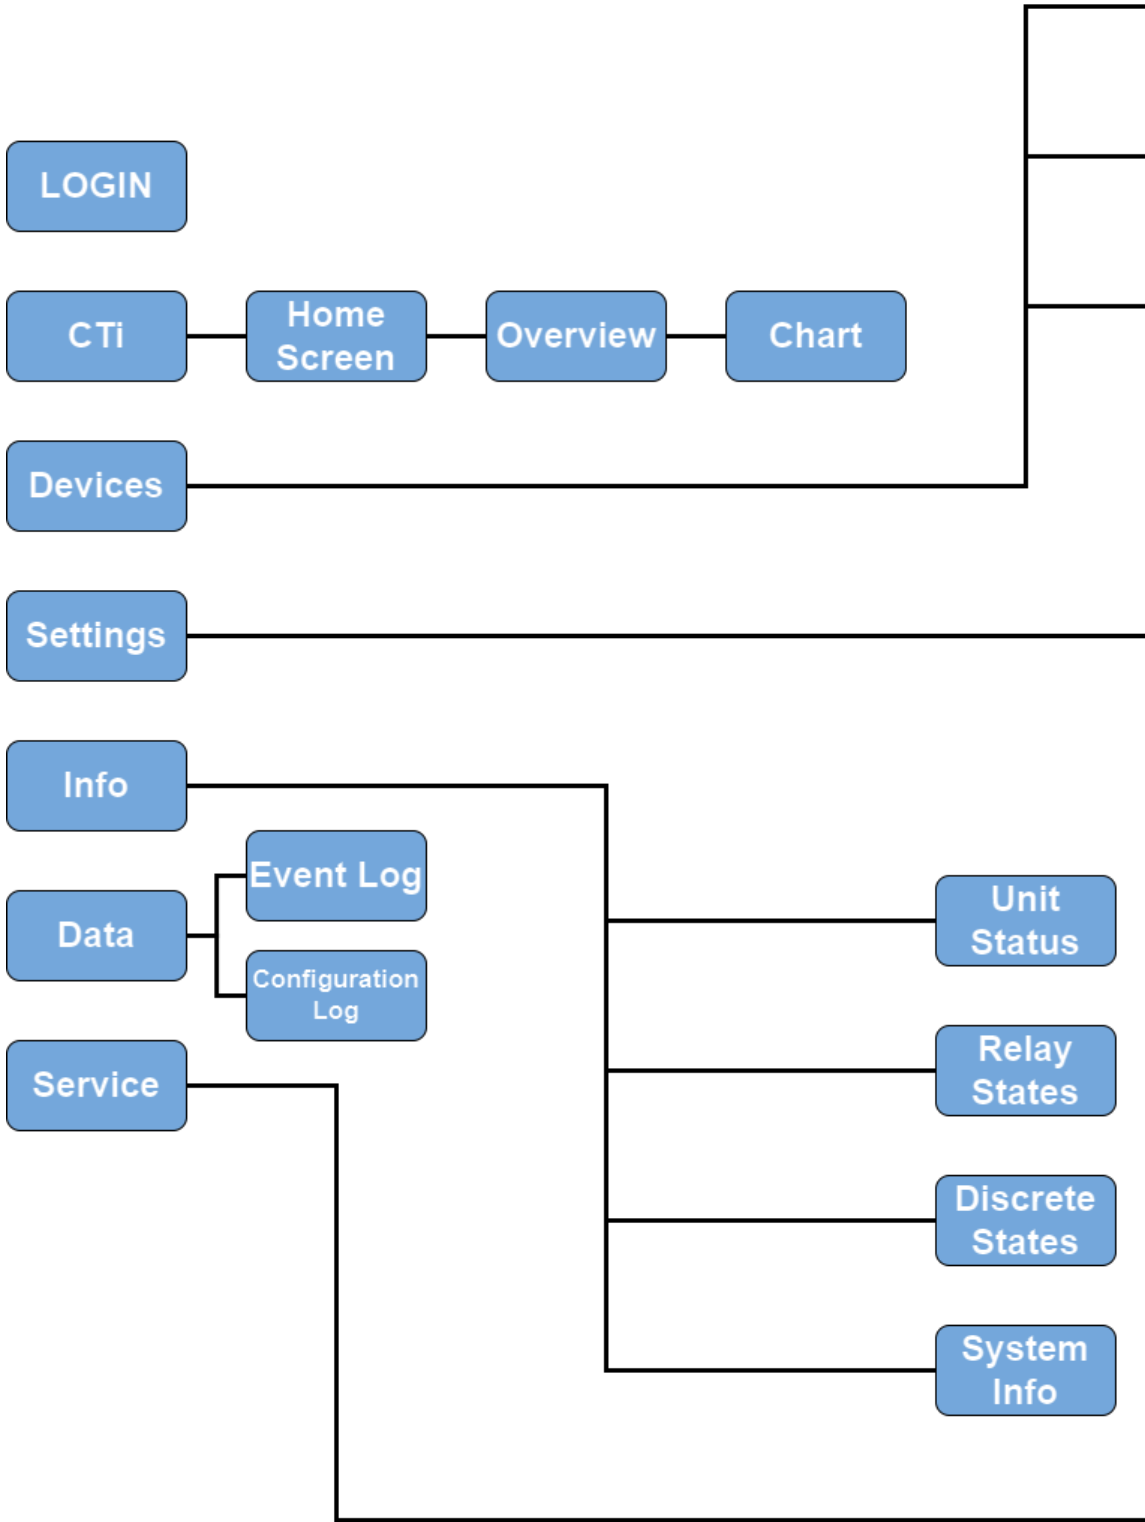 LOGIN
CTi
Home
Screen
Overview
Chart
Devices
Settings
Info
Event Log
Data
Configuration
Log
Service
Unit
Status
Relay
States
Discrete
States
System
Info